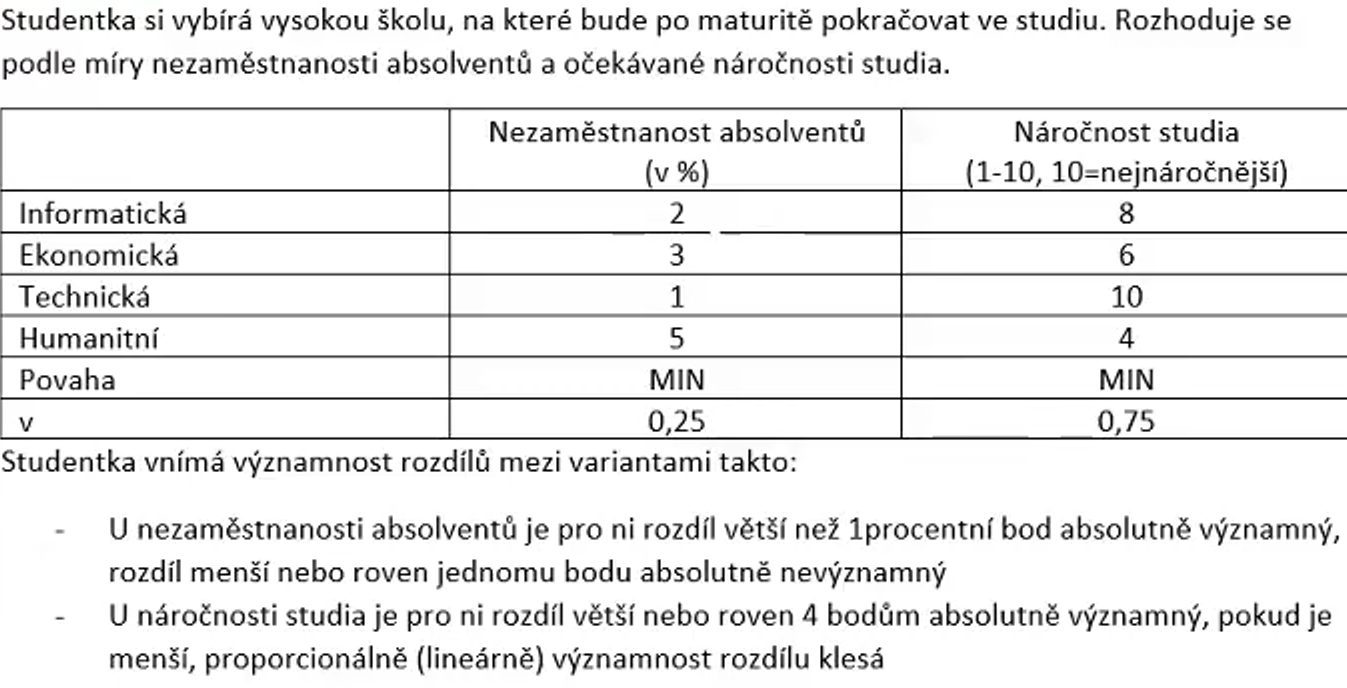 Studentka si vybírá vysokou školu, na které bude po maturitě pokračovat ve studiu. Rozhoduje se
podle míry nezaměstnanosti absolventů a očekávané náročnosti studia.
Nezaměstnanost absolventů (v %) Náročnost studia (1-10, 10=nejnáročnější)
Informatická 2 8
Ekonomická 3 6
Technická 1 10
Humanitní 5 4
Povaha MIN MIN
v 0,25 0,75
Studentka vnímá významnost rozdílů mezi variantami takto:
- U nezaměstnanosti absolventů je pro ni rozdíl větší než 1procentní bod absolutně významný,
rozdíl menší nebo roven jednomu bodu absolutně nevýznamný
- U náročnosti studia je pro ni rozdíl větší nebo roven 4 bodům absolutně významný, pokud je
menší, proporcionálně (lineárně) významnost rozdílu klesá